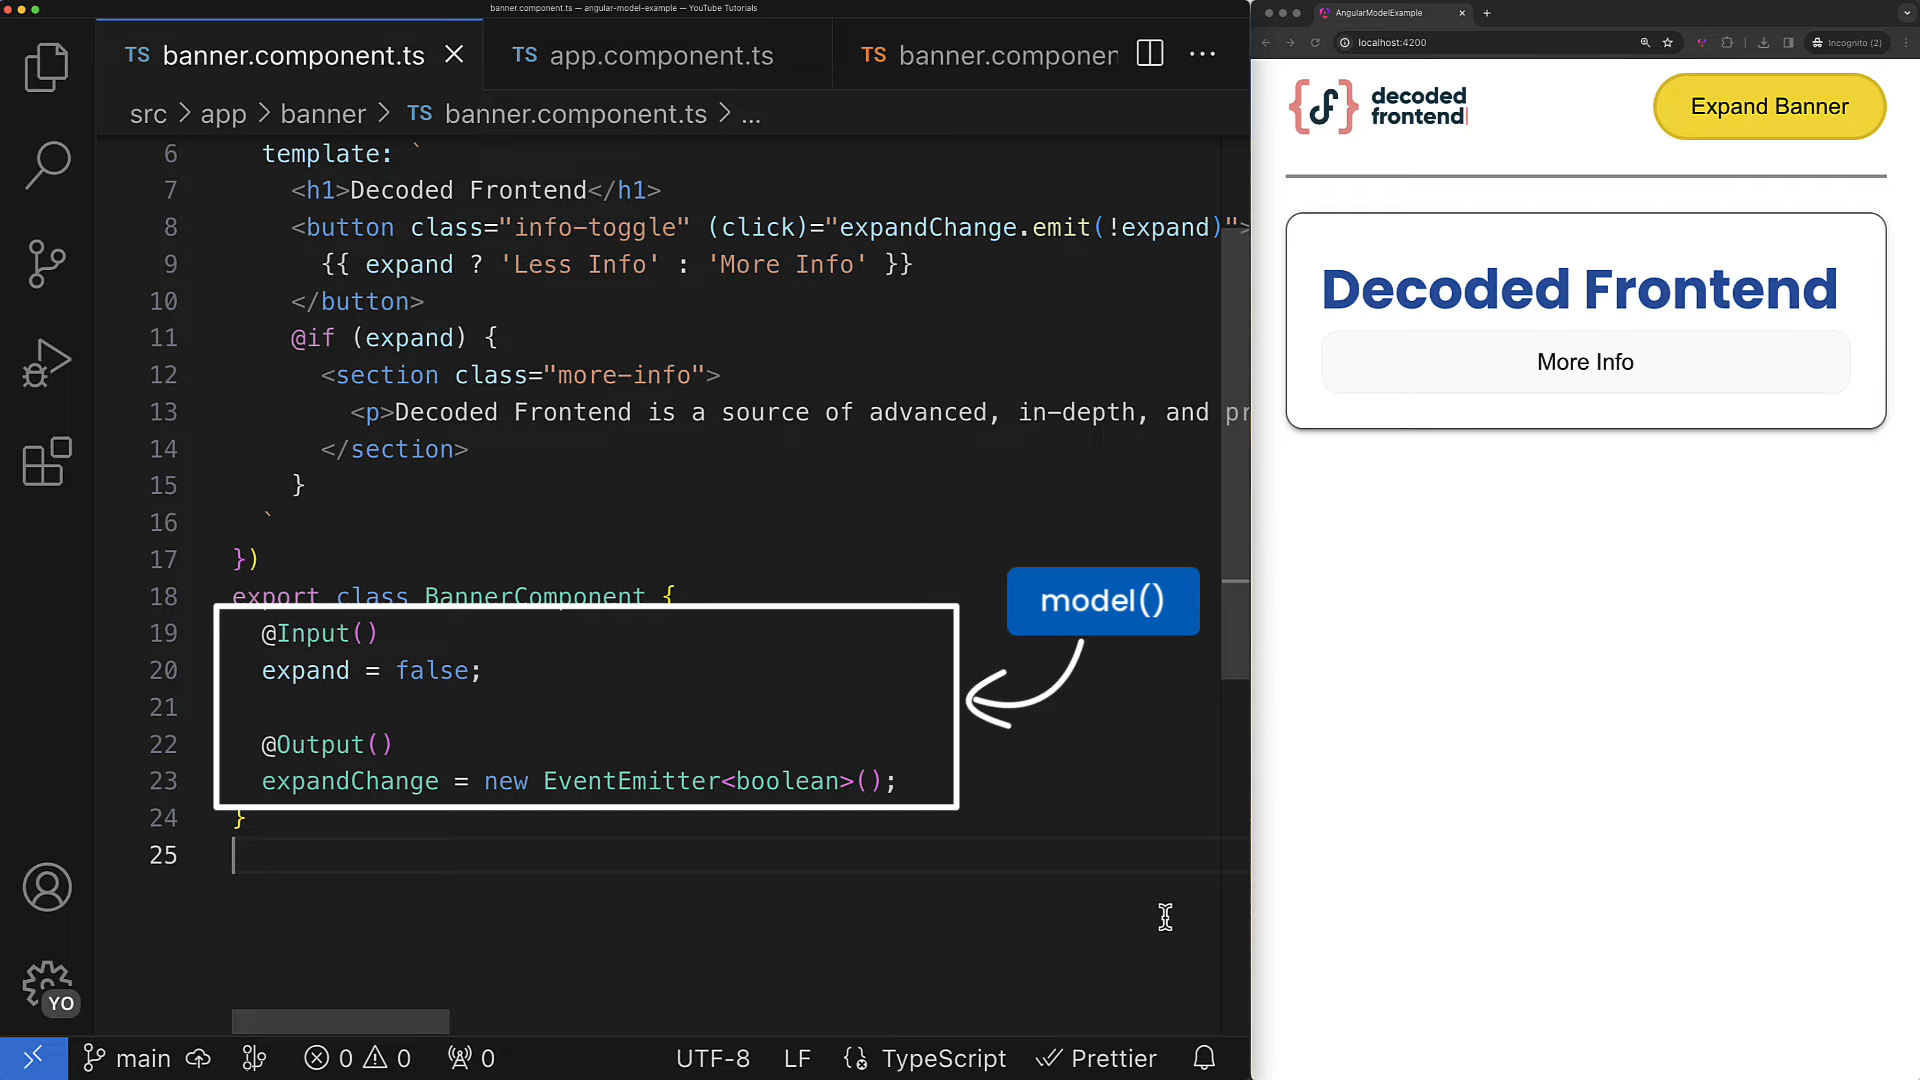 banner.component.ts — angular-model-example — YouTube Tutorials
TS banner.component.ts
TS app.component.ts
TS banner.componen
src > app > banner > TS banner.component.ts > ...
6 template: `
7 <h1>Decoded Frontend</h1>
8 <button class="info-toggle" (click)="expandChange.emit(!expand)">
9 {{ expand ? 'Less Info' : 'More Info' }}
10 </button>
11 @if (expand) {
12 <section class="more-info">
13 <p>Decoded Frontend is a source of advanced, in-depth, and pr
14 </section>
15 }
16 `
17 })
18 export class BannerComponent {
19 @Input()
20 expand = false;
21
22 @Output()
23 expandChange = new EventEmitter<boolean>();
24 }
25
model()
YO
main
0
0
0
UTF-8
LF
TypeScript
Prettier
AngularModelExample
localhost:4200
Incognito (2)
decoded
frontend
Expand Banner
Decoded Frontend
More Info